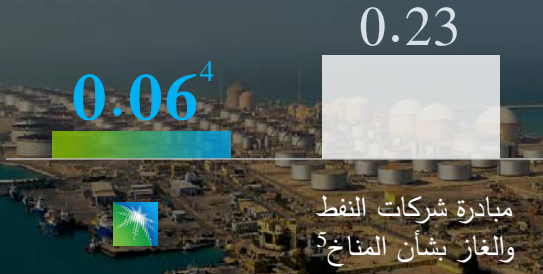 0.23
0.06⁴
مبادرة شركات النفط
والغاز بشأن المناخ⁵